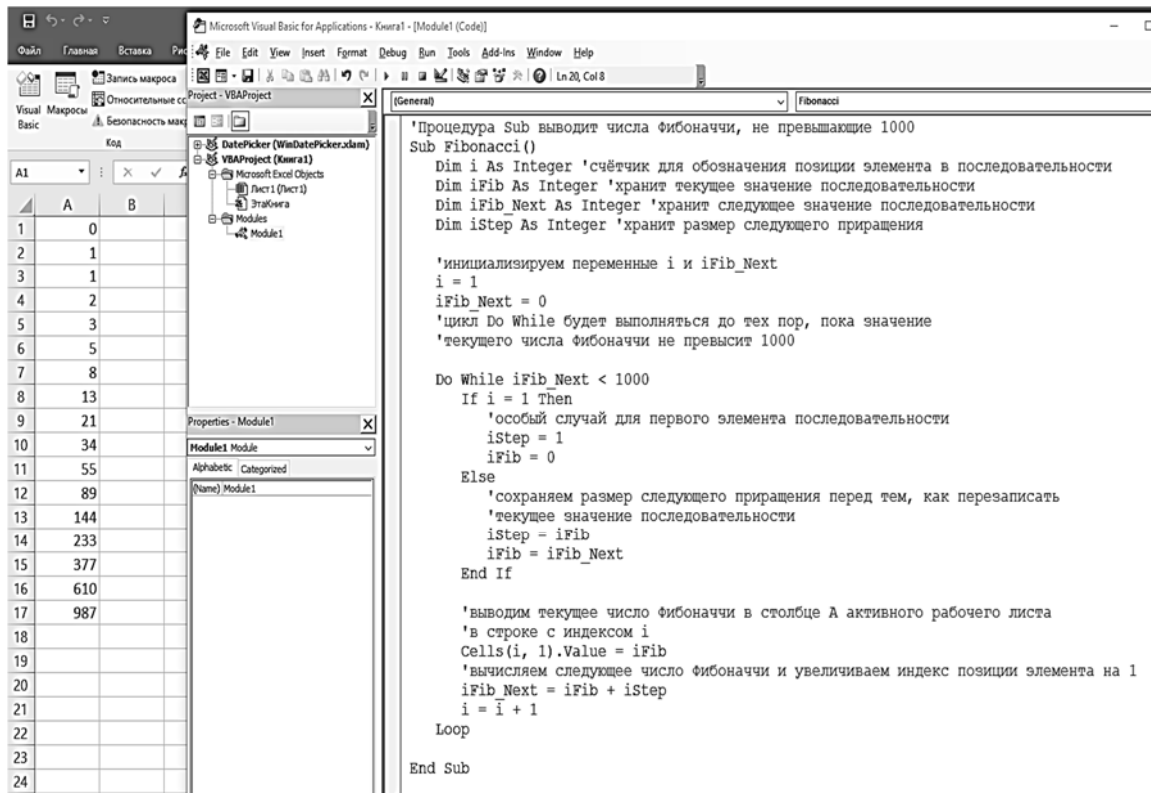 Microsoft Visual Basic for Applications - Книга1 - [Module1 (Code)]
Файл Главная Вставка
File Edit View Insert Format Debug Run Tools Add-Ins Window Help
Запись макроса
Visual Basic
Макросы
Безопасность
Код
Ln 20, Col 8
Project - VBAProject
DatePicker (WinDatePicker.xlam)
VBAProject (Книга1)
Microsoft Excel Objects
Лист1 (Лист1)
ЭтаКнига
Modules
Module1
Properties - Module1
Module1 Module
Alphabetic Categorized
(Name) Module1
A1
A B
1 0
2 1
3 1
4 2
5 3
6 5
7 8
8 13
9 21
10 34
11 55
12 89
13 144
14 233
15 377
16 610
17 987
18
19
20
21
22
23
24
(General) Fibonacci
'Процедура Sub выводит числа Фибоначчи, не превышающие 1000
Sub Fibonacci()
Dim i As Integer 'счётчик для обозначения позиции элемента в последовательности
Dim iFib As Integer 'хранит текущее значение последовательности
Dim iFib_Next As Integer 'хранит следующее значение последовательности
Dim iStep As Integer 'хранит размер следующего приращения
'инициализируем переменные i и iFib_Next
i = 1
iFib_Next = 0
'цикл Do While будет выполняться до тех пор, пока значение
'текущего числа Фибоначчи не превысит 1000
Do While iFib_Next < 1000
If i = 1 Then
'особый случай для первого элемента последовательности
iStep = 1
iFib = 0
Else
'сохраняем размер следующего приращения перед тем, как перезаписать
'текущее значение последовательности
iStep = iFib
iFib = iFib_Next
End If
'выводим текущее число Фибоначчи в столбце A активного рабочего листа
'в строке с индексом i
Cells(i, 1).Value = iFib
'вычисляем следующее число Фибоначчи и увеличиваем индекс позиции элемента на 1
iFib_Next = iFib + iStep
i = i + 1
Loop
End Sub